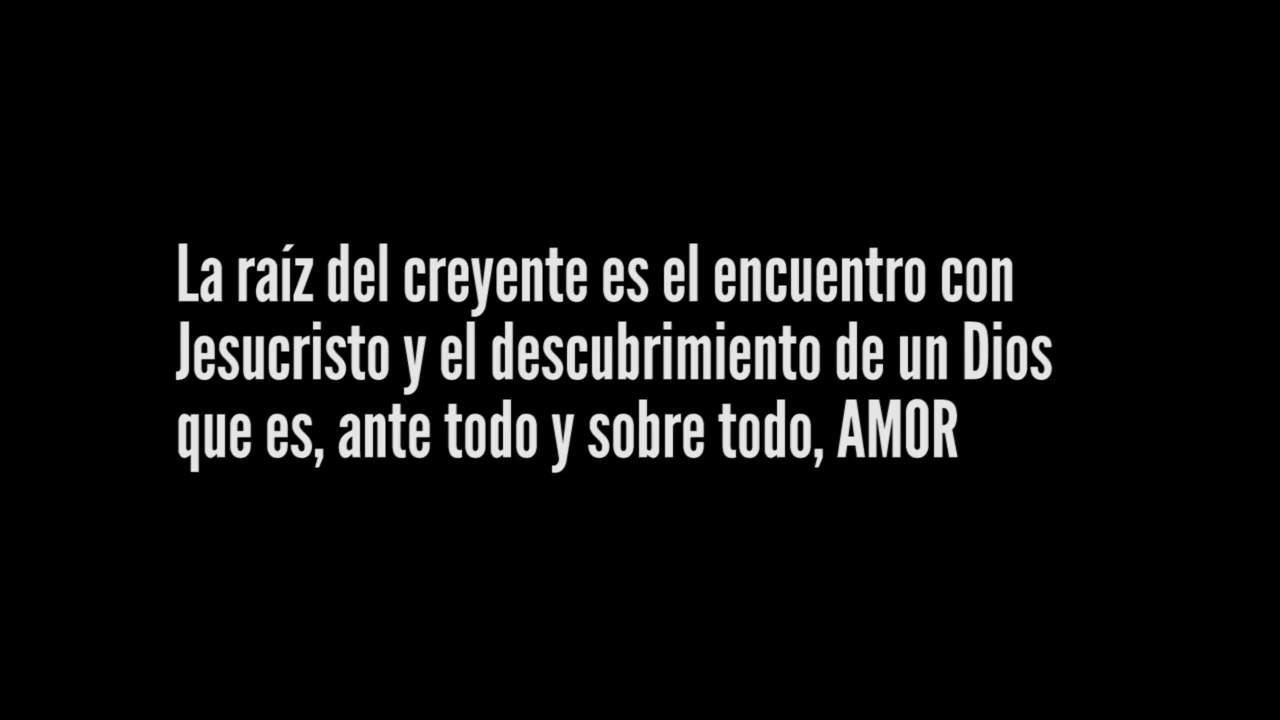 La raíz del creyente es el encuentro con
Jesucristo y el descubrimiento de un Dios
que es, ante todo y sobre todo, AMOR